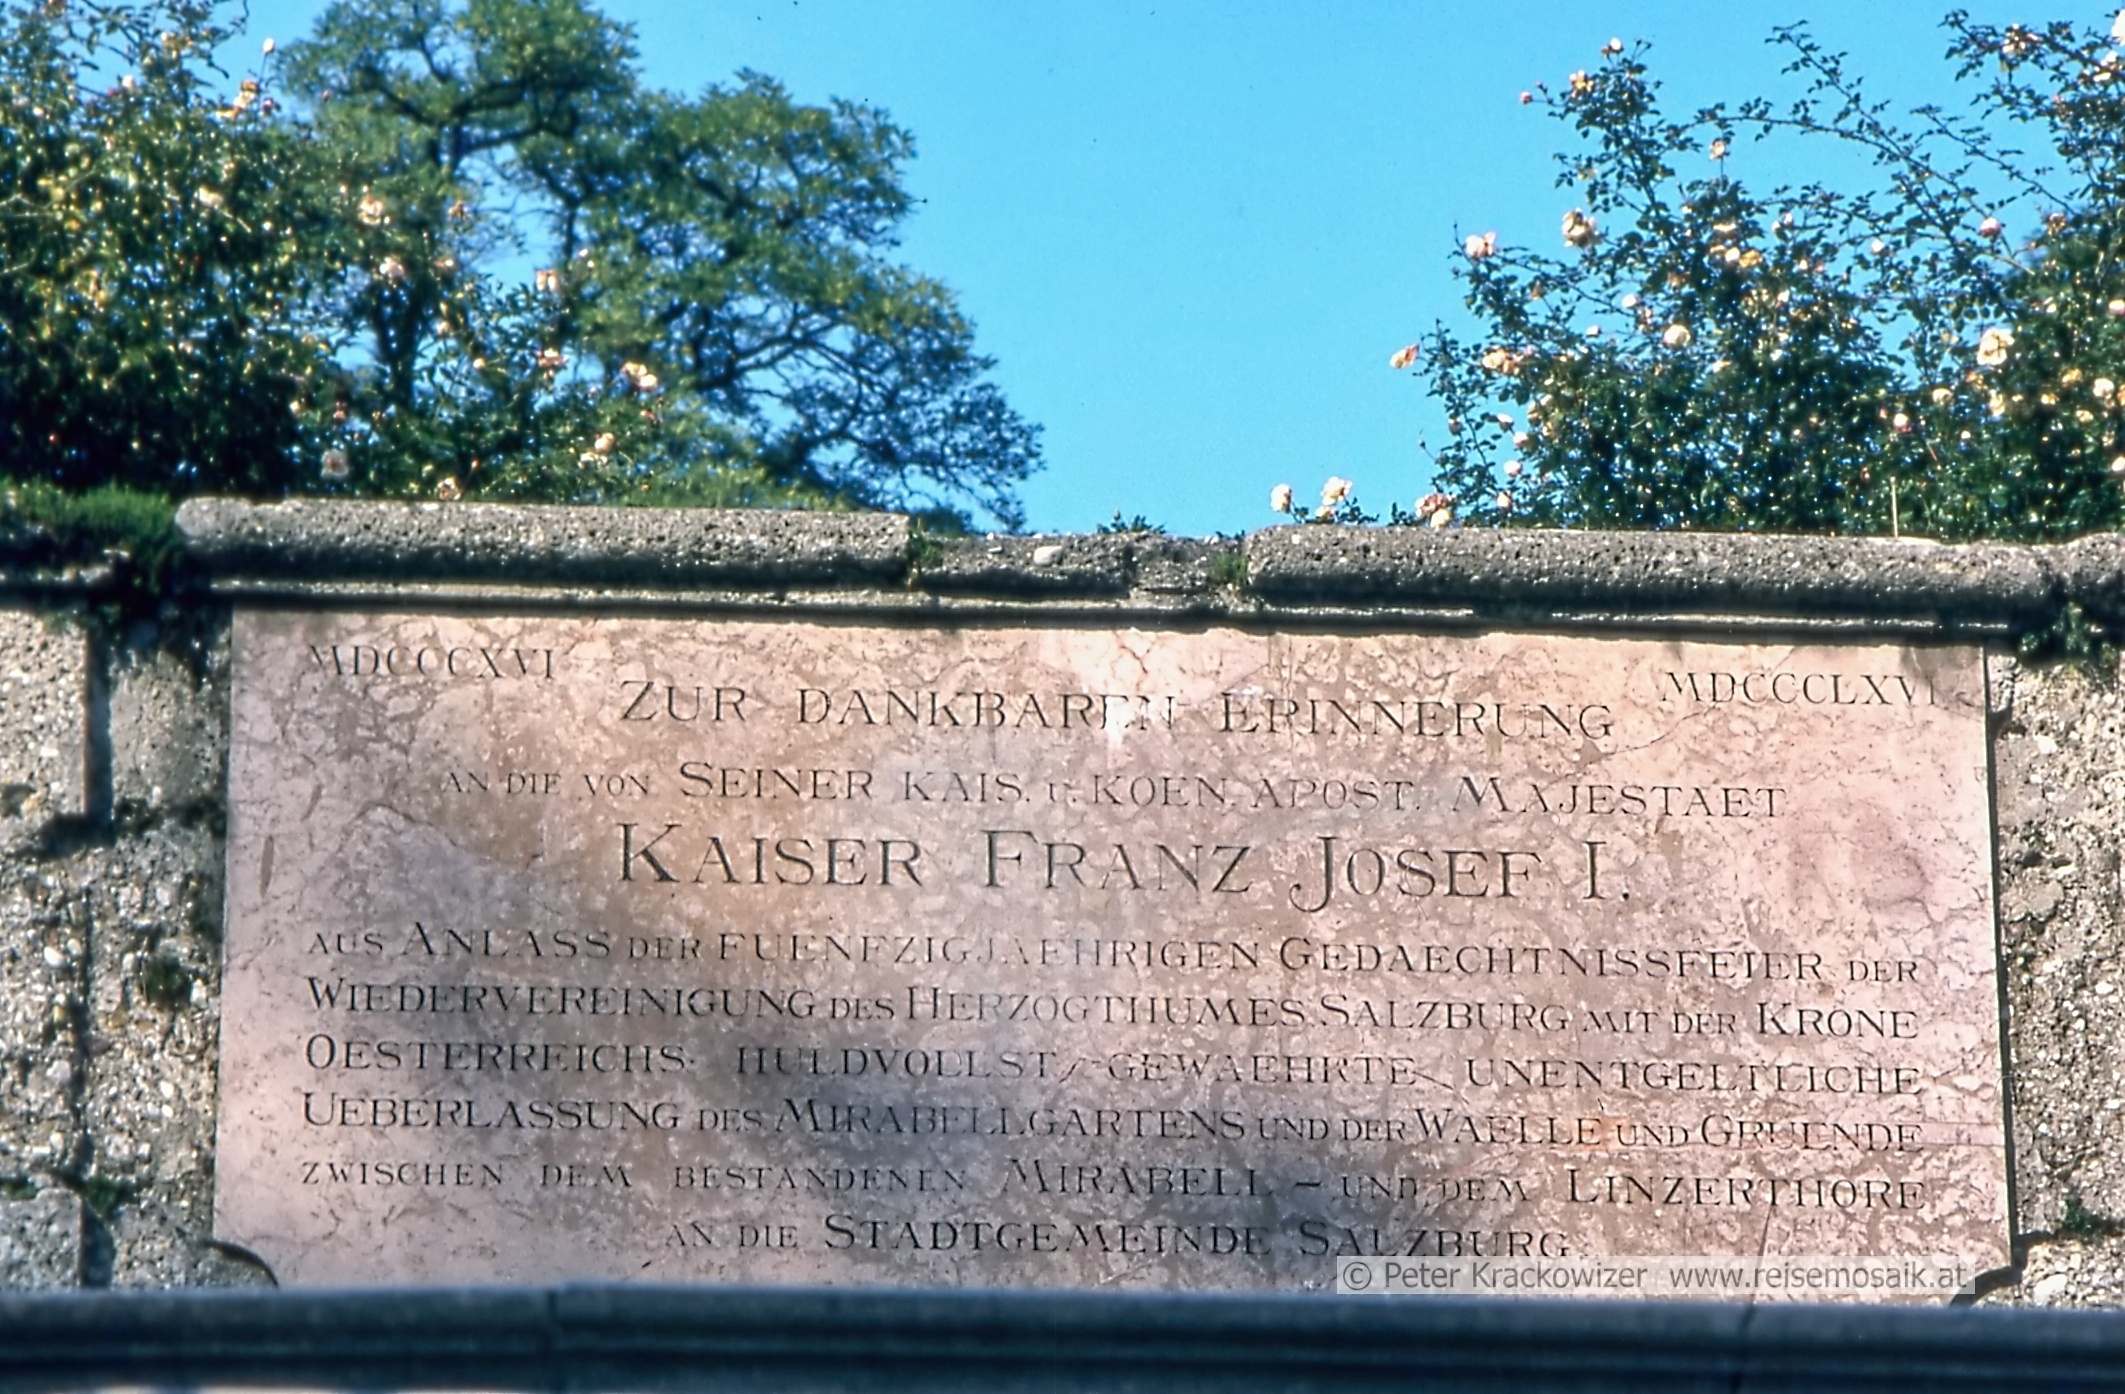 MDCCCXVI
MDCCCLXVI
ZUR DANKBAREN ERINNERUNG
AN DIE VON SEINER KAIS. U. KOEN. APOST. MAJESTAET
KAISER FRANZ JOSEF I.
AUS ANLASS DER FUENFZIGJAEHRIGEN GEDAECHTNISSFEIER DER
WIEDERVEREINIGUNG DES HERZOGTHUMES SALZBURG MIT DER KRONE
OESTERREICHS HULDVOLLST GEWAEHRTE UNENTGELTLICHE
UEBERLASSUNG DES MIRABELLGARTENS UND DER WAELLE UND GRUENDE
ZWISCHEN DEM BESTANDENEN MIRABELL - UND DEM LINZERTHORE
AN DIE STADTGEMEINDE SALZBURG.
© Peter Krackowizer www.reisemosaik.at